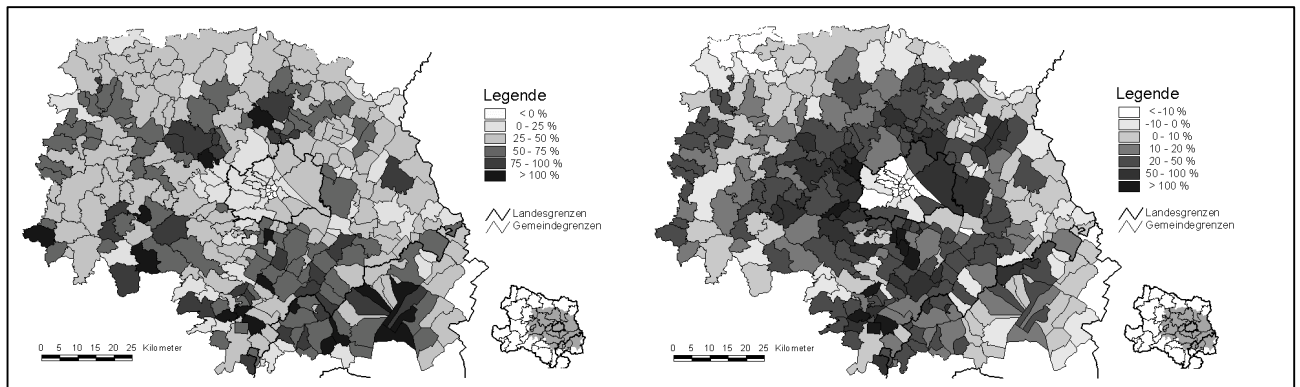 Legende
< 0 %
0 - 25 %
25 - 50 %
50 - 75 %
75 - 100 %
> 100 %
Landesgrenzen
Gemeindegrenzen
0 5 10 15 20 25 Kilometer
Legende
< -10 %
-10 - 0 %
0 - 10 %
10 - 20 %
20 - 50 %
50 - 100 %
> 100 %
Landesgrenzen
Gemeindegrenzen
0 5 10 15 20 25 Kilometer